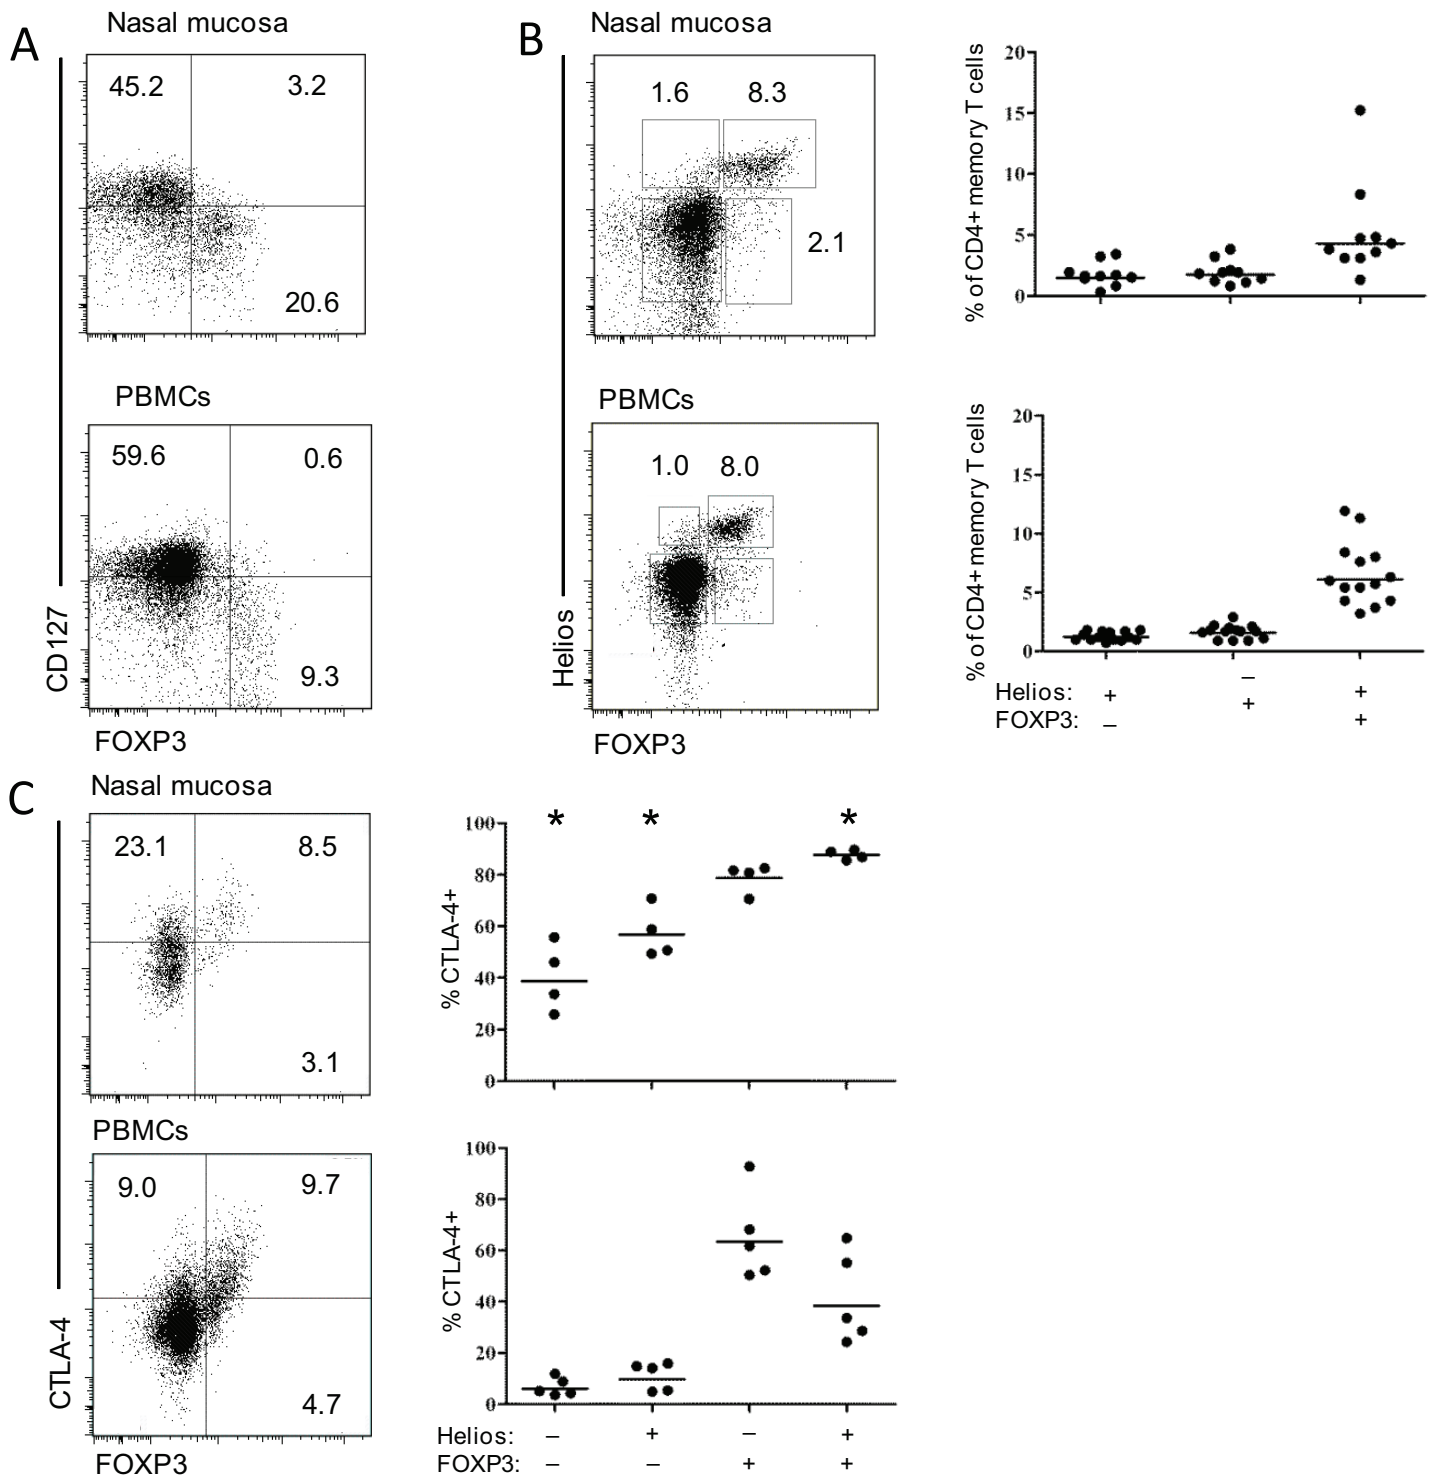 A
Nasal mucosa
45.2
3.2
20.6
PBMCs
59.6
0.6
9.3
CD127
FOXP3
B
Nasal mucosa
1.6
8.3
2.1
PBMCs
1.0
8.0
Helios
FOXP3
% of CD4+ memory T cells
20
15
10
5
0
% of CD4+ memory T cells
20
15
10
5
0
Helios: + – +
FOXP3: – + +
C
Nasal mucosa
23.1
8.5
3.1
PBMCs
9.0
9.7
4.7
CTLA-4
FOXP3
% CTLA-4+
100
80
60
40
20
0
* * *
% CTLA-4+
100
80
60
40
20
0
Helios: – + – +
FOXP3: – – + +